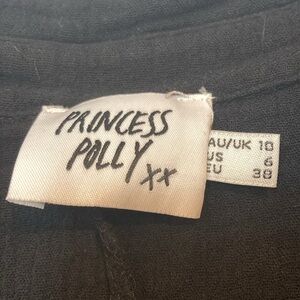 PRINCESS
POLLY xx
AU/UK 10
US 6
EU 38